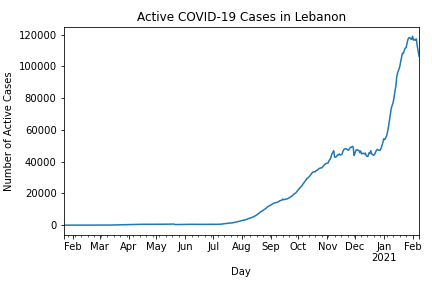 Active COVID-19 Cases in Lebanon
120000
100000
80000
60000
40000
20000
0
Number of Active Cases
Feb Mar Apr May Jun Jul Aug Sep Oct Nov Dec Jan Feb
2021
Day